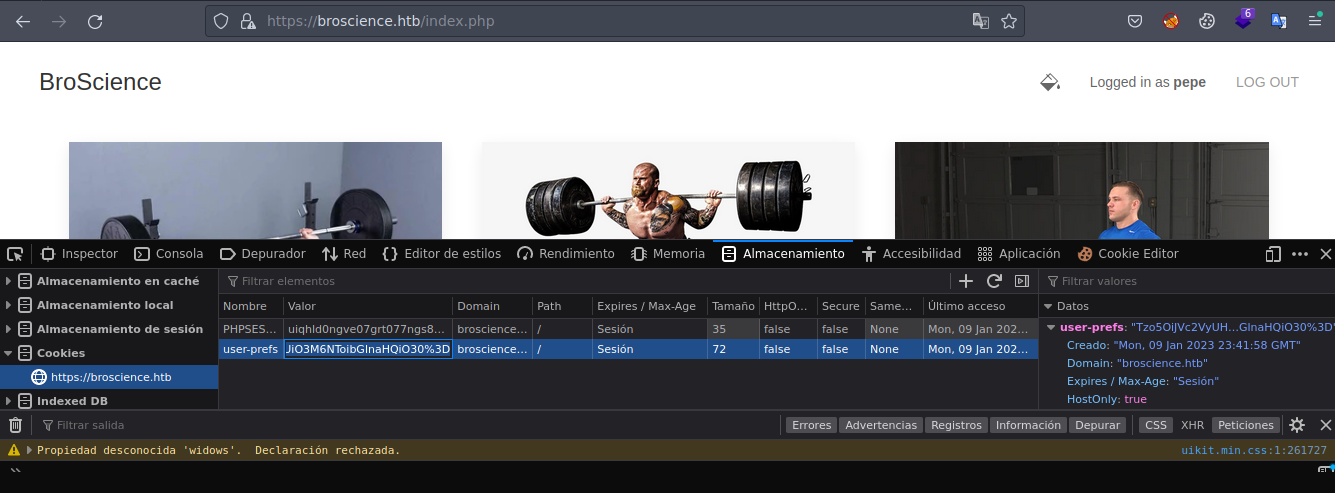 https://broscience.htb/index.php
6
BroScience
Logged in as pepe LOG OUT
Inspector Consola Depurador Red Editor de estilos Rendimiento Memoria Almacenamiento Accesibilidad Aplicación Cookie Editor
Almacenamiento en caché
Almacenamiento local
Almacenamiento de sesión
Cookies
https://broscience.htb
Indexed DB
Filtrar elementos
Nombre Valor Domain Path Expires / Max-Age Tamaño HttpO... Secure Same... Último acceso
PHPSES... uiqhld0ngve07grt077ngs8... broscience... / Sesión 35 false false None Mon, 09 Jan 202...
user-prefs JiO3M6NToibGlnaHQiO30%3D broscience... / Sesión 72 false false None Mon, 09 Jan 202...
Filtrar valores
Datos
user-prefs: "Tzo5OiJVc2VyUH...GlnaHQiO30%3D"
Creado: "Mon, 09 Jan 2023 23:41:58 GMT"
Domain: "broscience.htb"
Expires / Max-Age: "Sesión"
HostOnly: true
Filtrar salida
Errores Advertencias Registros Información Depurar CSS XHR Peticiones
Propiedad desconocida 'widows'. Declaración rechazada. uikit.min.css:1:261727